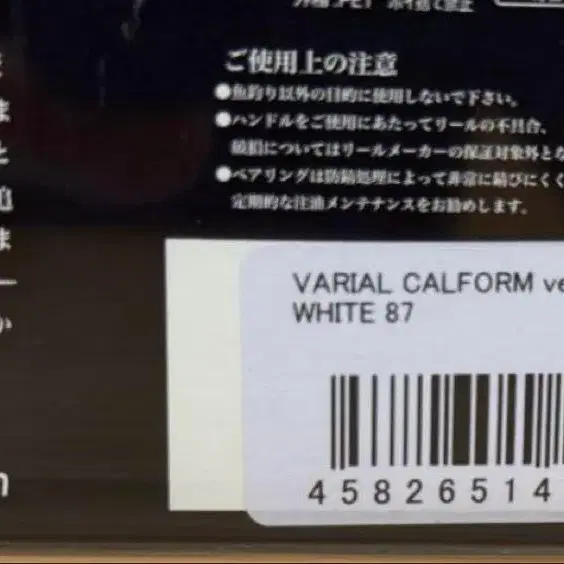 ご使用上の注意
●魚釣り以外の目的に使用しないで下さい。
●ハンドルをご使用にあたってリールの不具合、
破損についてはリールメーカーの保証対象外とな
●ベアリングは防錆処理によって非常に錆びにくく
定期的な注油メンテナンスをお勧めします。
ま
と
ま
ー
か
VARIAL CALFORM ve
WHITE 87
45826514